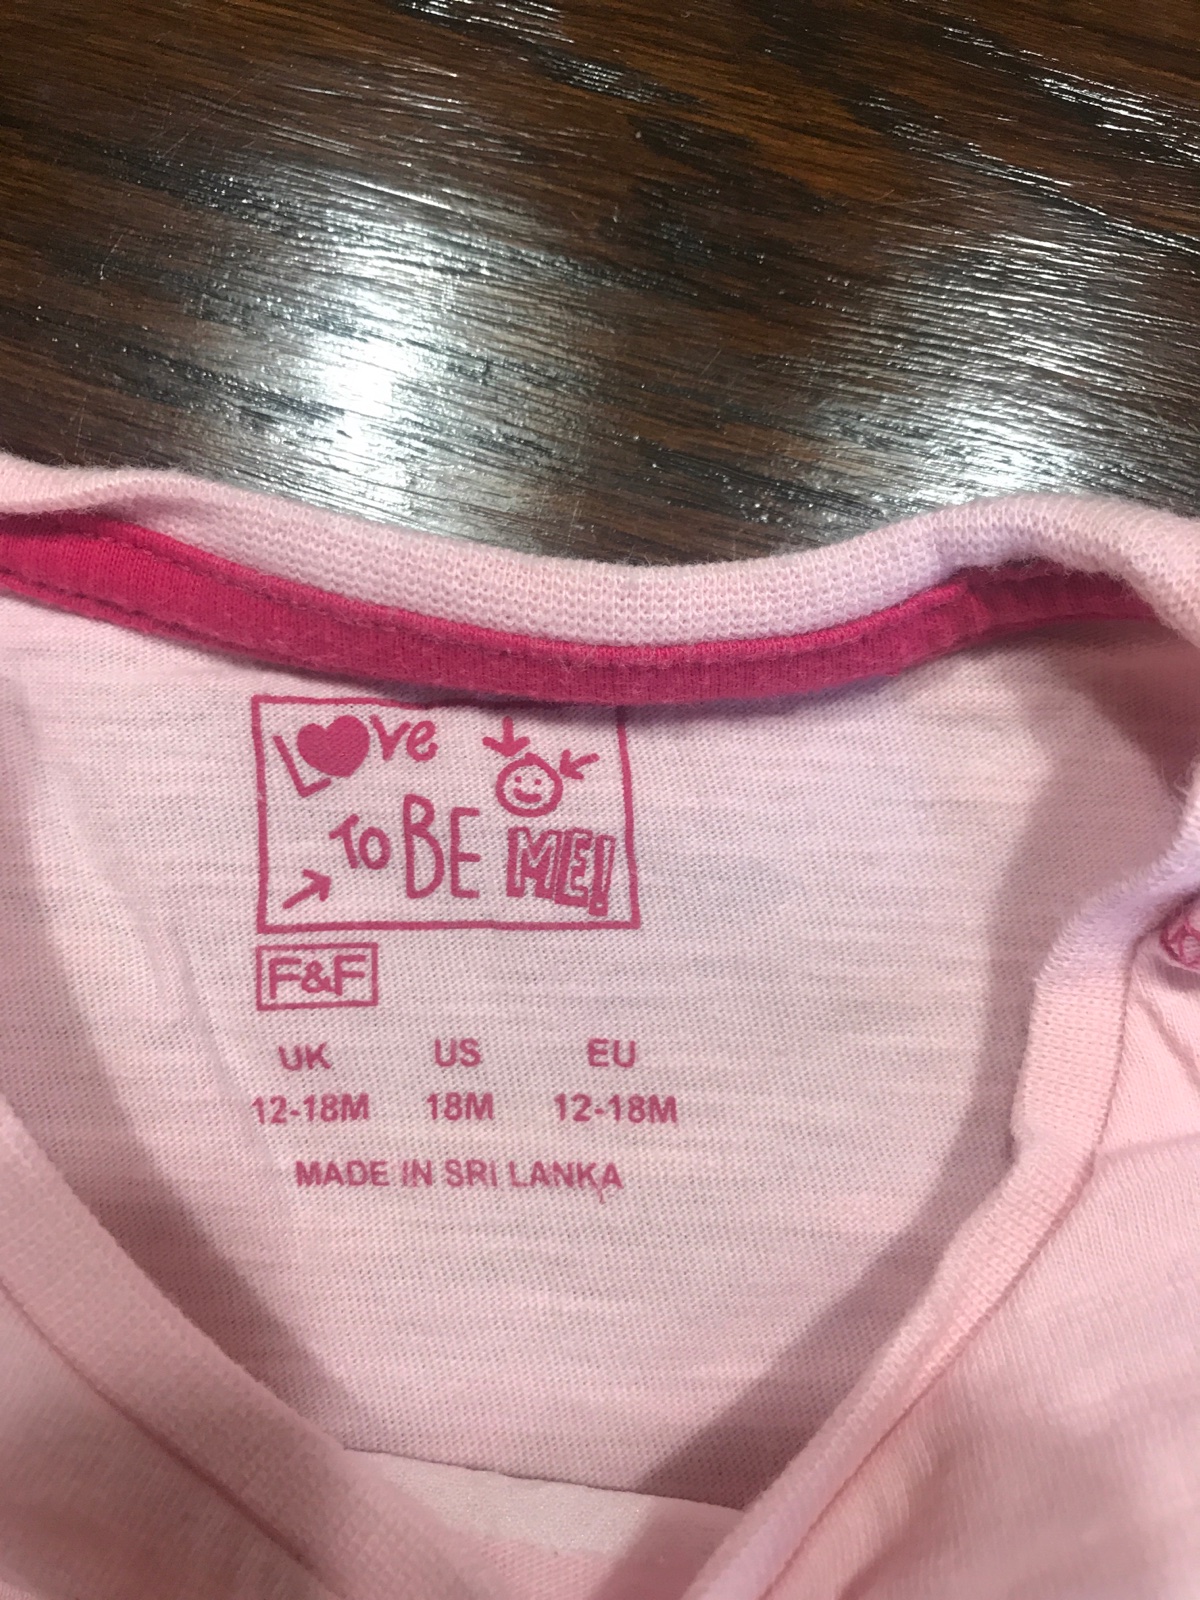 Love
To BE ME!
F&F
UK US EU
12-18M 18M 12-18M
MADE IN SRI LANKA